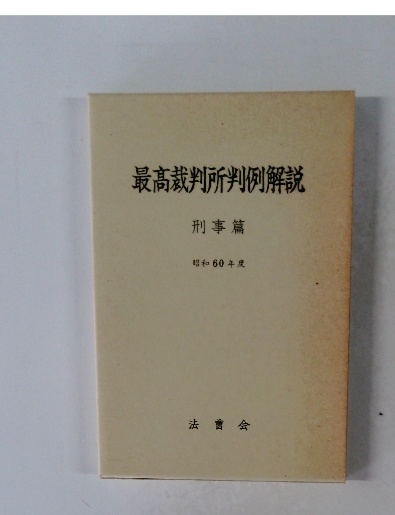 最高裁判所判例解説
刑事篇
昭和60年度
法曹会